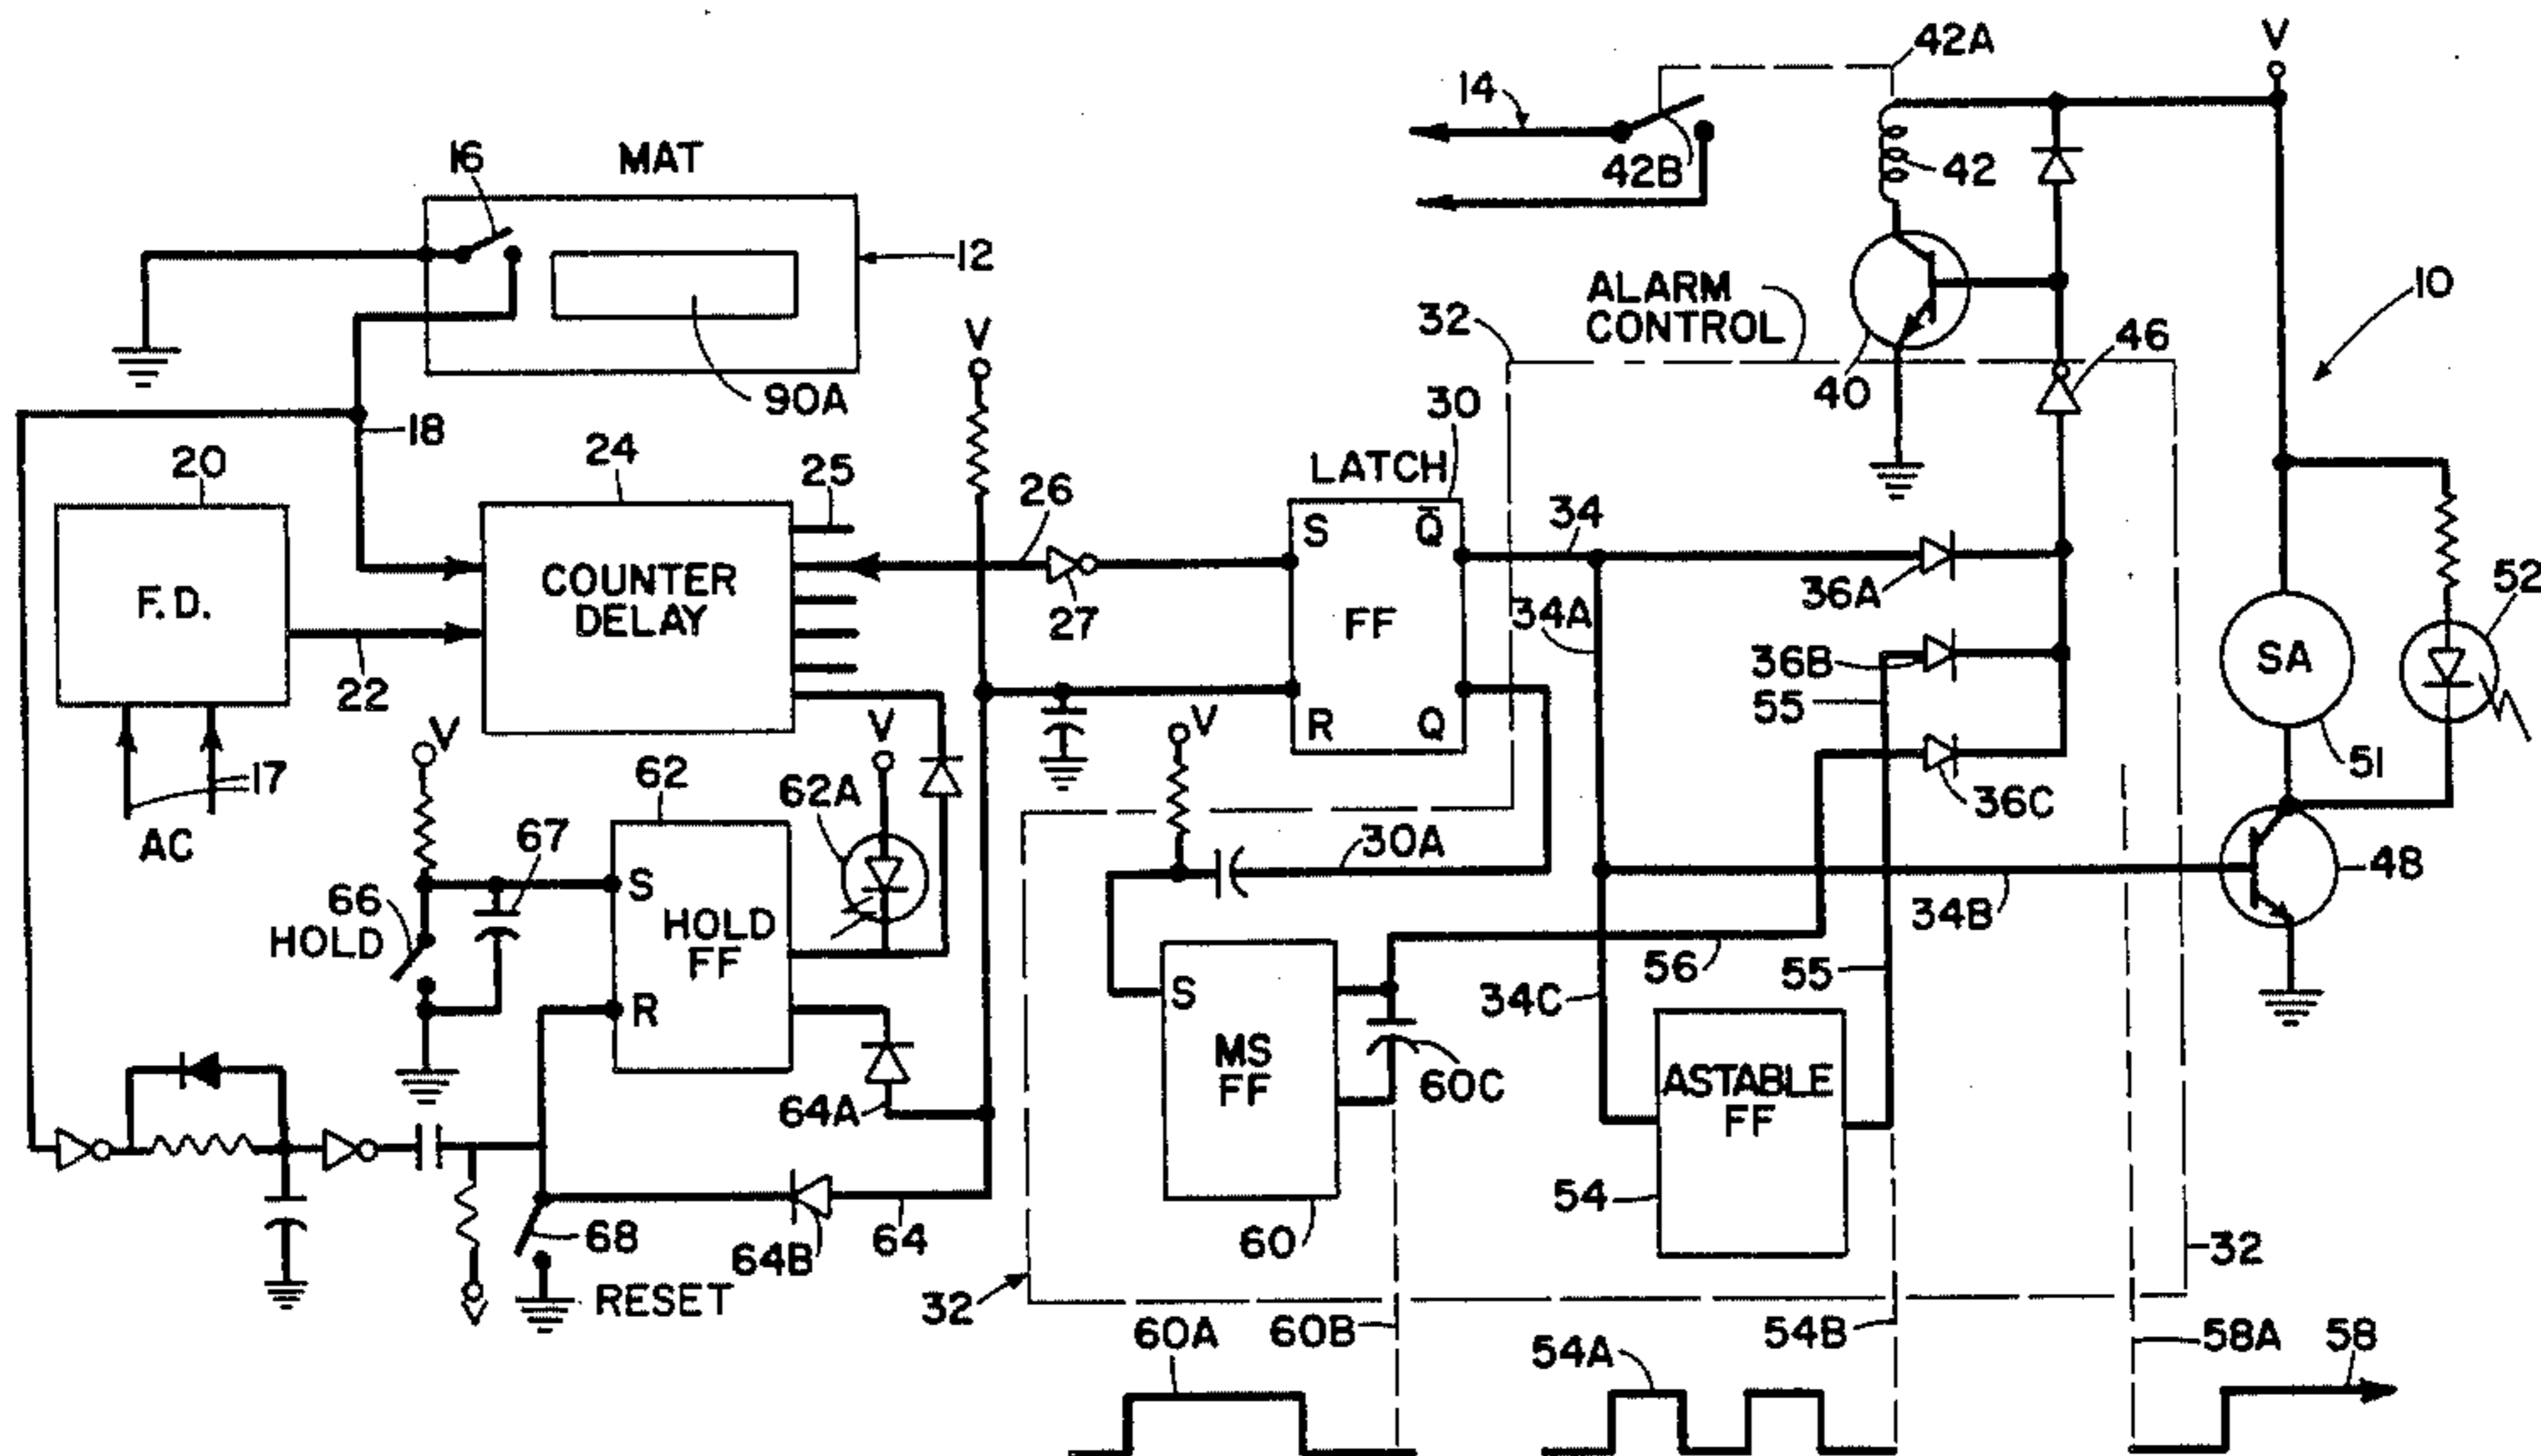 42A
V
14
16
MAT
42B
42
12
V
ALARM
CONTROL
10
32
90A
40
46
30
18
20
24
25
LATCH
26
34
S
Q̄
F.D.
COUNTER
DELAY
27
FF
34A
36A
52
36B
SA
22
V
V
R
Q
V
55
17
62
62A
36C
51
AC
67
30A
48
S
66
HOLD
HOLD
FF
34B
56
55
S
34C
R
MS
FF
60C
ASTABLE
FF
64A
54
68
64B
64
60
32
V
RESET
32
60A
60B
54B
54A
58A
58